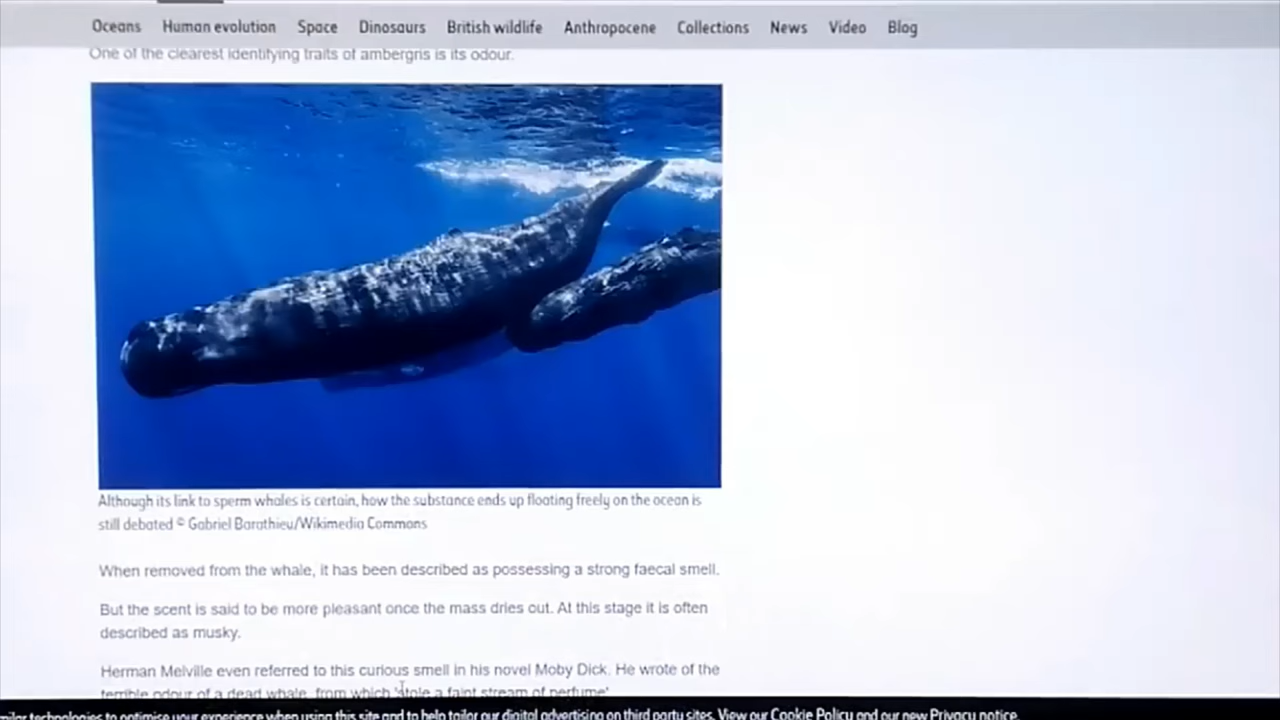 Oceans Human evolution Space Dinosaurs British wildlife Anthropocene Collections News Video Blog
One of the clearest identifying traits of ambergris is its odour.
Although its link to sperm whales is certain, how the substance ends up floating freely on the ocean is
still debated © Gabriel Barathieu/Wikimedia Commons
When removed from the whale, it has been described as possessing a strong faecal smell.
But the scent is said to be more pleasant once the mass dries out. At this stage it is often
described as musky.
Herman Melville even referred to this curious smell in his novel Moby Dick. He wrote of the
terrible odour of a dead whale, from which 'stole a faint stream of perfume'
technologies to optimise your experience when using this site and to help tailor our digital advertising on third party sites. View our Cookie Policy and our new Privacy notice.